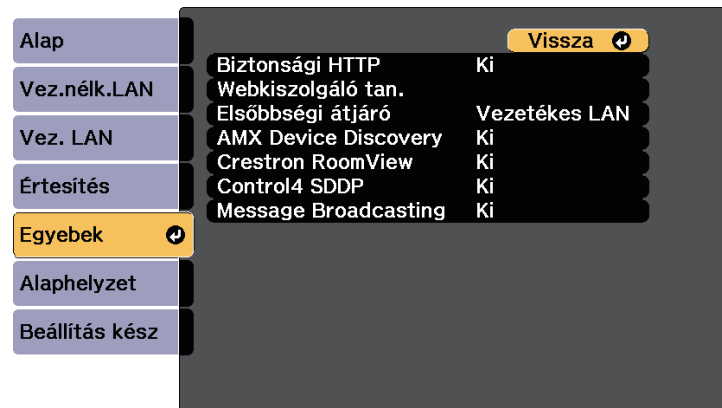 Alap
Vez.nélk.LAN
Vez. LAN
Értesítés
Egyebek
Alaphelyzet
Beállítás kész
Vissza
Biztonsági HTTP Ki
Webkiszolgáló tan.
Elsőbbségi átjáró Vezetékes LAN
AMX Device Discovery Ki
Crestron RoomView Ki
Control4 SDDP Ki
Message Broadcasting Ki